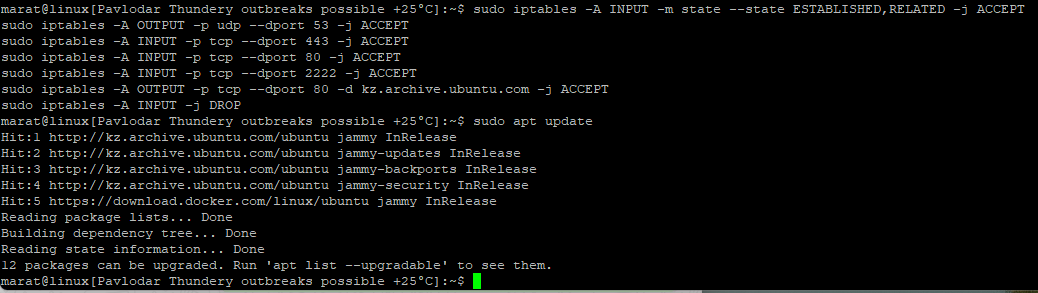 marat@linux[Pavlodar Thundery outbreaks possible +25°C]:~$ sudo iptables -A INPUT -m state --state ESTABLISHED,RELATED -j ACCEPT
sudo iptables -A OUTPUT -p udp --dport 53 -j ACCEPT
sudo iptables -A INPUT -p tcp --dport 443 -j ACCEPT
sudo iptables -A INPUT -p tcp --dport 80 -j ACCEPT
sudo iptables -A INPUT -p tcp --dport 2222 -j ACCEPT
sudo iptables -A OUTPUT -p tcp --dport 80 -d kz.archive.ubuntu.com -j ACCEPT
sudo iptables -A INPUT -j DROP
marat@linux[Pavlodar Thundery outbreaks possible +25°C]:~$ sudo apt update
Hit:1 http://kz.archive.ubuntu.com/ubuntu jammy InRelease
Hit:2 http://kz.archive.ubuntu.com/ubuntu jammy-updates InRelease
Hit:3 http://kz.archive.ubuntu.com/ubuntu jammy-backports InRelease
Hit:4 http://kz.archive.ubuntu.com/ubuntu jammy-security InRelease
Hit:5 https://download.docker.com/linux/ubuntu jammy InRelease
Reading package lists... Done
Building dependency tree... Done
Reading state information... Done
12 packages can be upgraded. Run 'apt list --upgradable' to see them.
marat@linux[Pavlodar Thundery outbreaks possible +25°C]:~$